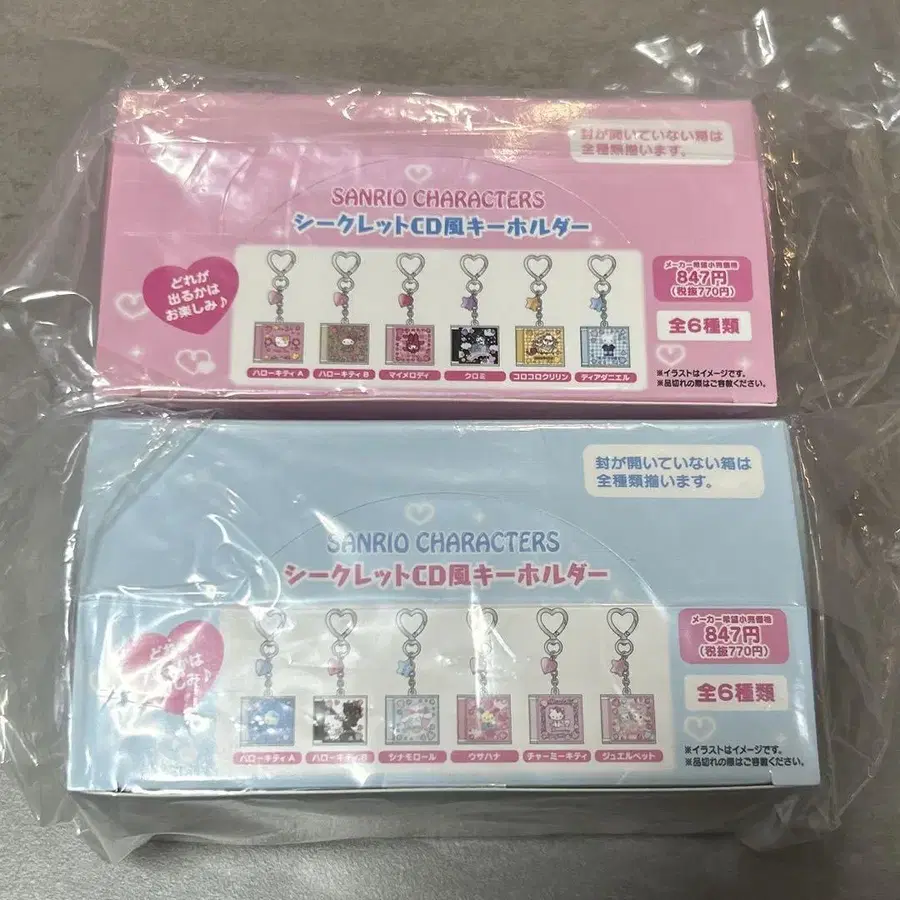 封が開いていない箱は
全種類揃います。
SANRIO CHARACTERS
シークレットCD風キーホルダー
どれが
出るかは
お楽しみ♪
メーカー希望小売価格
847円
(税抜770円)
全6種類
ハローキティ A
ハローキティ B
マイメロディ
クロミ
コロコロクリリン
ディアダニエル
※イラストはイメージです。
※品切れの際はご容赦ください。
封が開いていない箱は
全種類揃います。
SANRIO CHARACTERS
シークレットCD風キーホルダー
メーカー希望小売価格
847円
(税抜770円)
全6種類
ハローキティ A
ハローキティ B
シナモロール
ウサハナ
チャーミーキティ
ジュエルペット
※イラストはイメージです。
※品切れの際はご容赦ください。